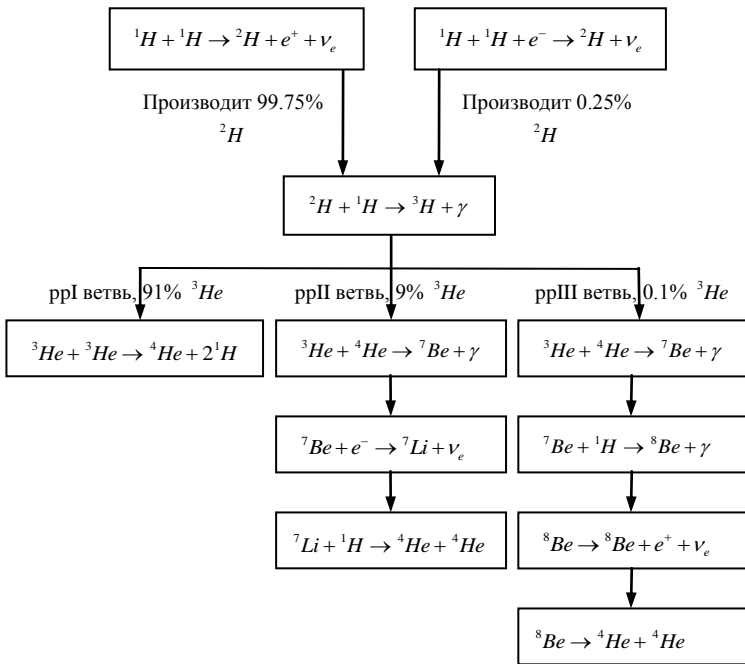 ¹H + ¹H → ²H + e⁺ + νₑ
¹H + ¹H + e⁻ → ²H + νₑ
Производит 99.75%
²H
Производит 0.25%
²H
²H + ¹H → ³H + γ
ppI ветвь, 91% ³He
ppII ветвь, 9% ³He
ppIII ветвь, 0.1% ³He
³He + ³He → ⁴He + 2¹H
³He + ⁴He → ⁷Be + γ
³He + ⁴He → ⁷Be + γ
⁷Be + e⁻ → ⁷Li + νₑ
⁷Be + ¹H → ⁸Be + γ
⁷Li + ¹H → ⁴He + ⁴He
⁸Be → ⁸Be + e⁺ + νₑ
⁸Be → ⁴He + ⁴He